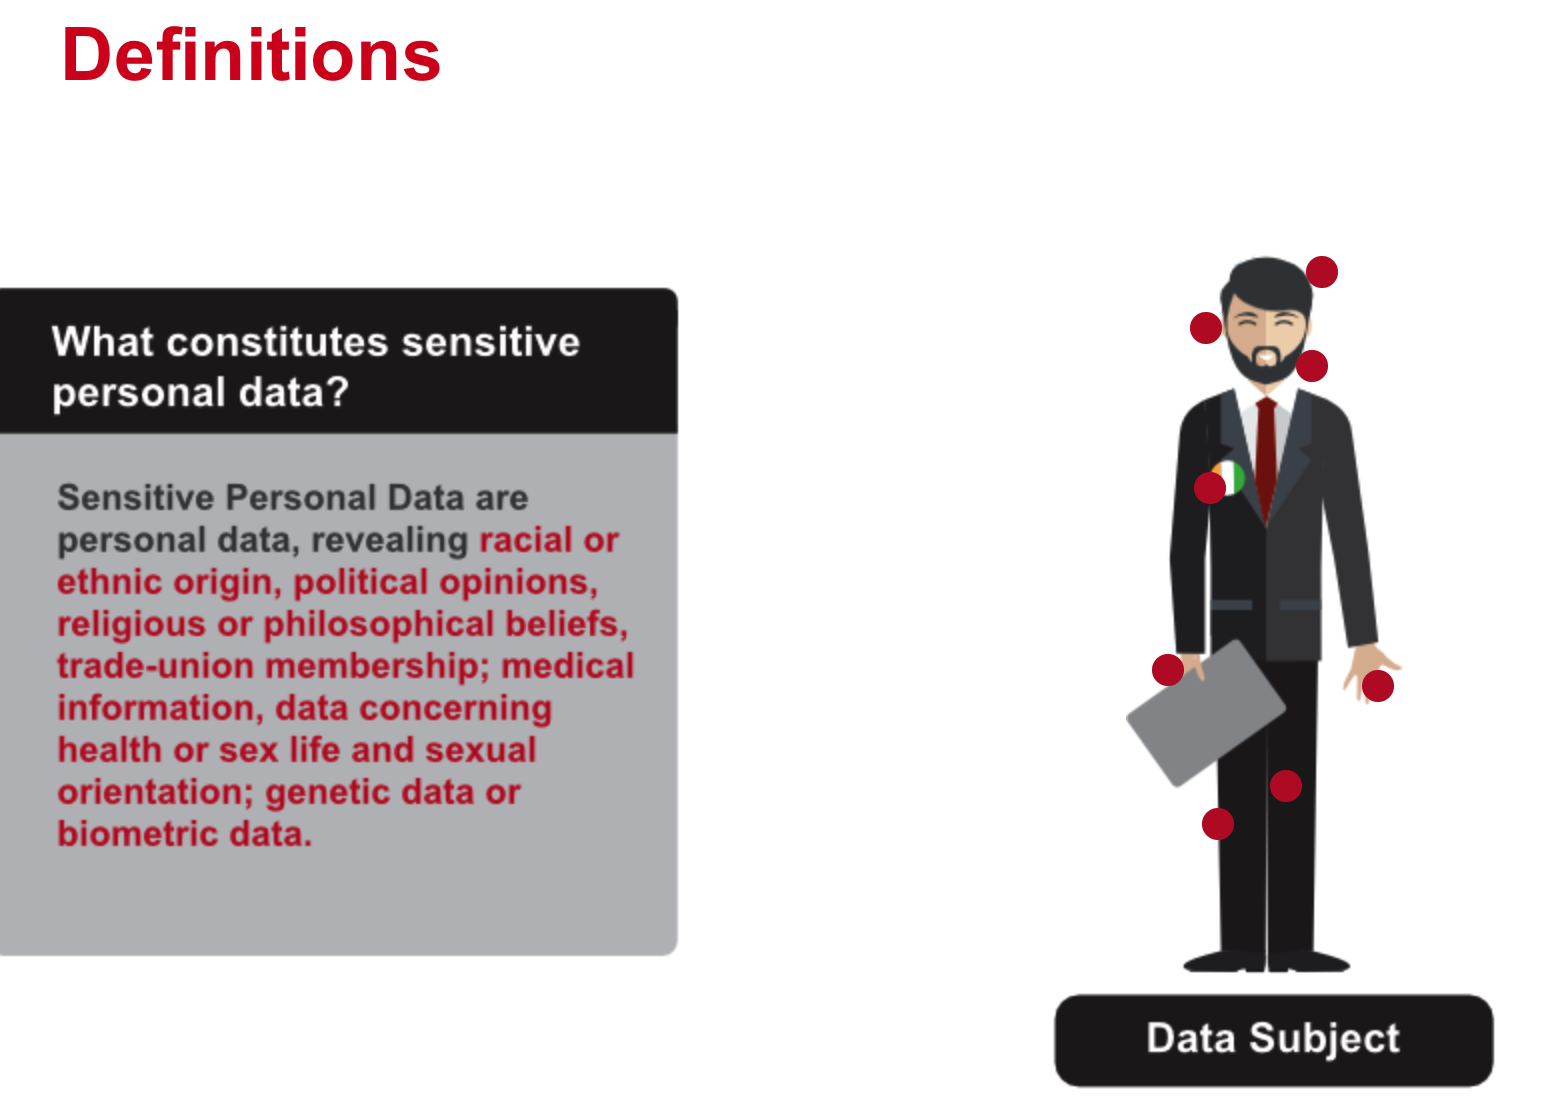 Definitions
What constitutes sensitive
personal data?
Sensitive Personal Data are
personal data, revealing racial or
ethnic origin, political opinions,
religious or philosophical beliefs,
trade-union membership; medical
information, data concerning
health or sex life and sexual
orientation; genetic data or
biometric data.
Data Subject